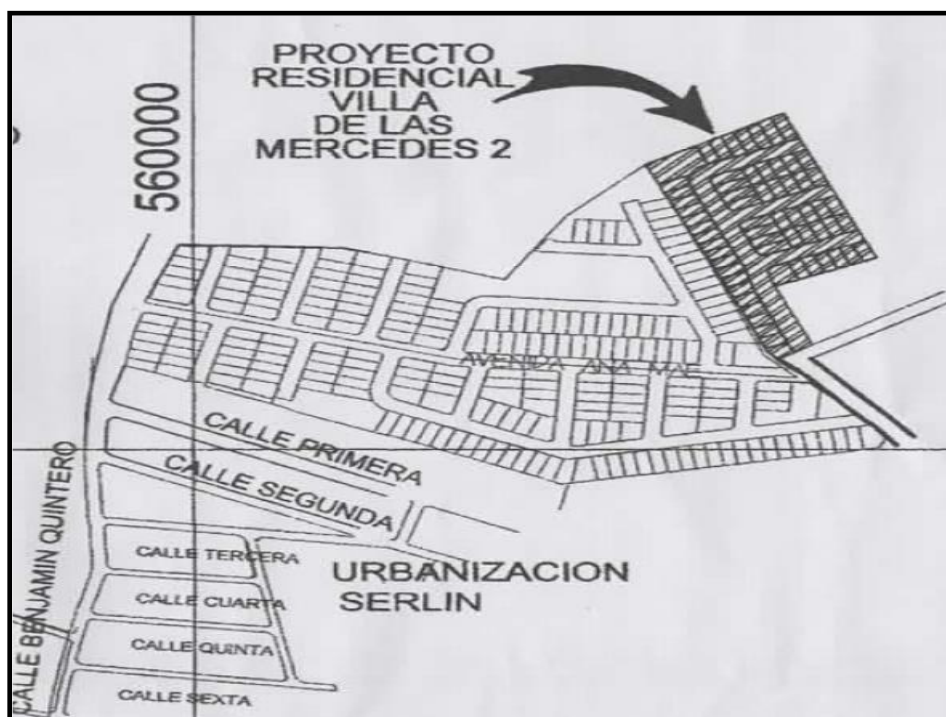 PROYECTO
RESIDENCIAL
VILLA
DE LAS
MERCEDES 2
560000
AVENIDA ANA MAE
CALLE PRIMERA
CALLE SEGUNDA
CALLE BENJAMIN QUINTERO
CALLE TERCERA
URBANIZACION
SERLIN
CALLE CUARTA
CALLE QUINTA
CALLE SEXTA